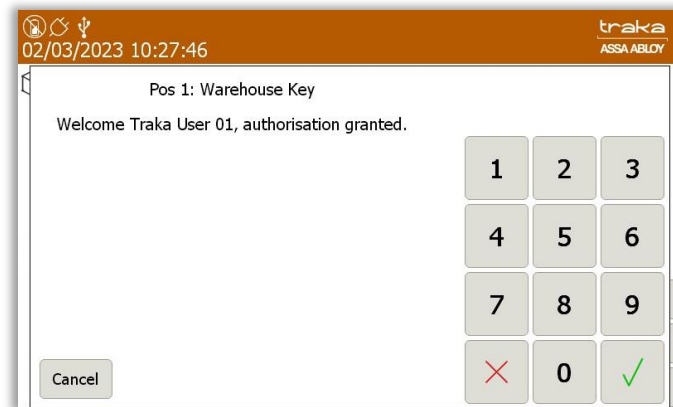 traka
02/03/2023 10:27:46
ASSA ABLOY
Pos 1: Warehouse Key
Welcome Traka User 01, authorisation granted.
1 2 3
4 5 6
7 8 9
Cancel
0